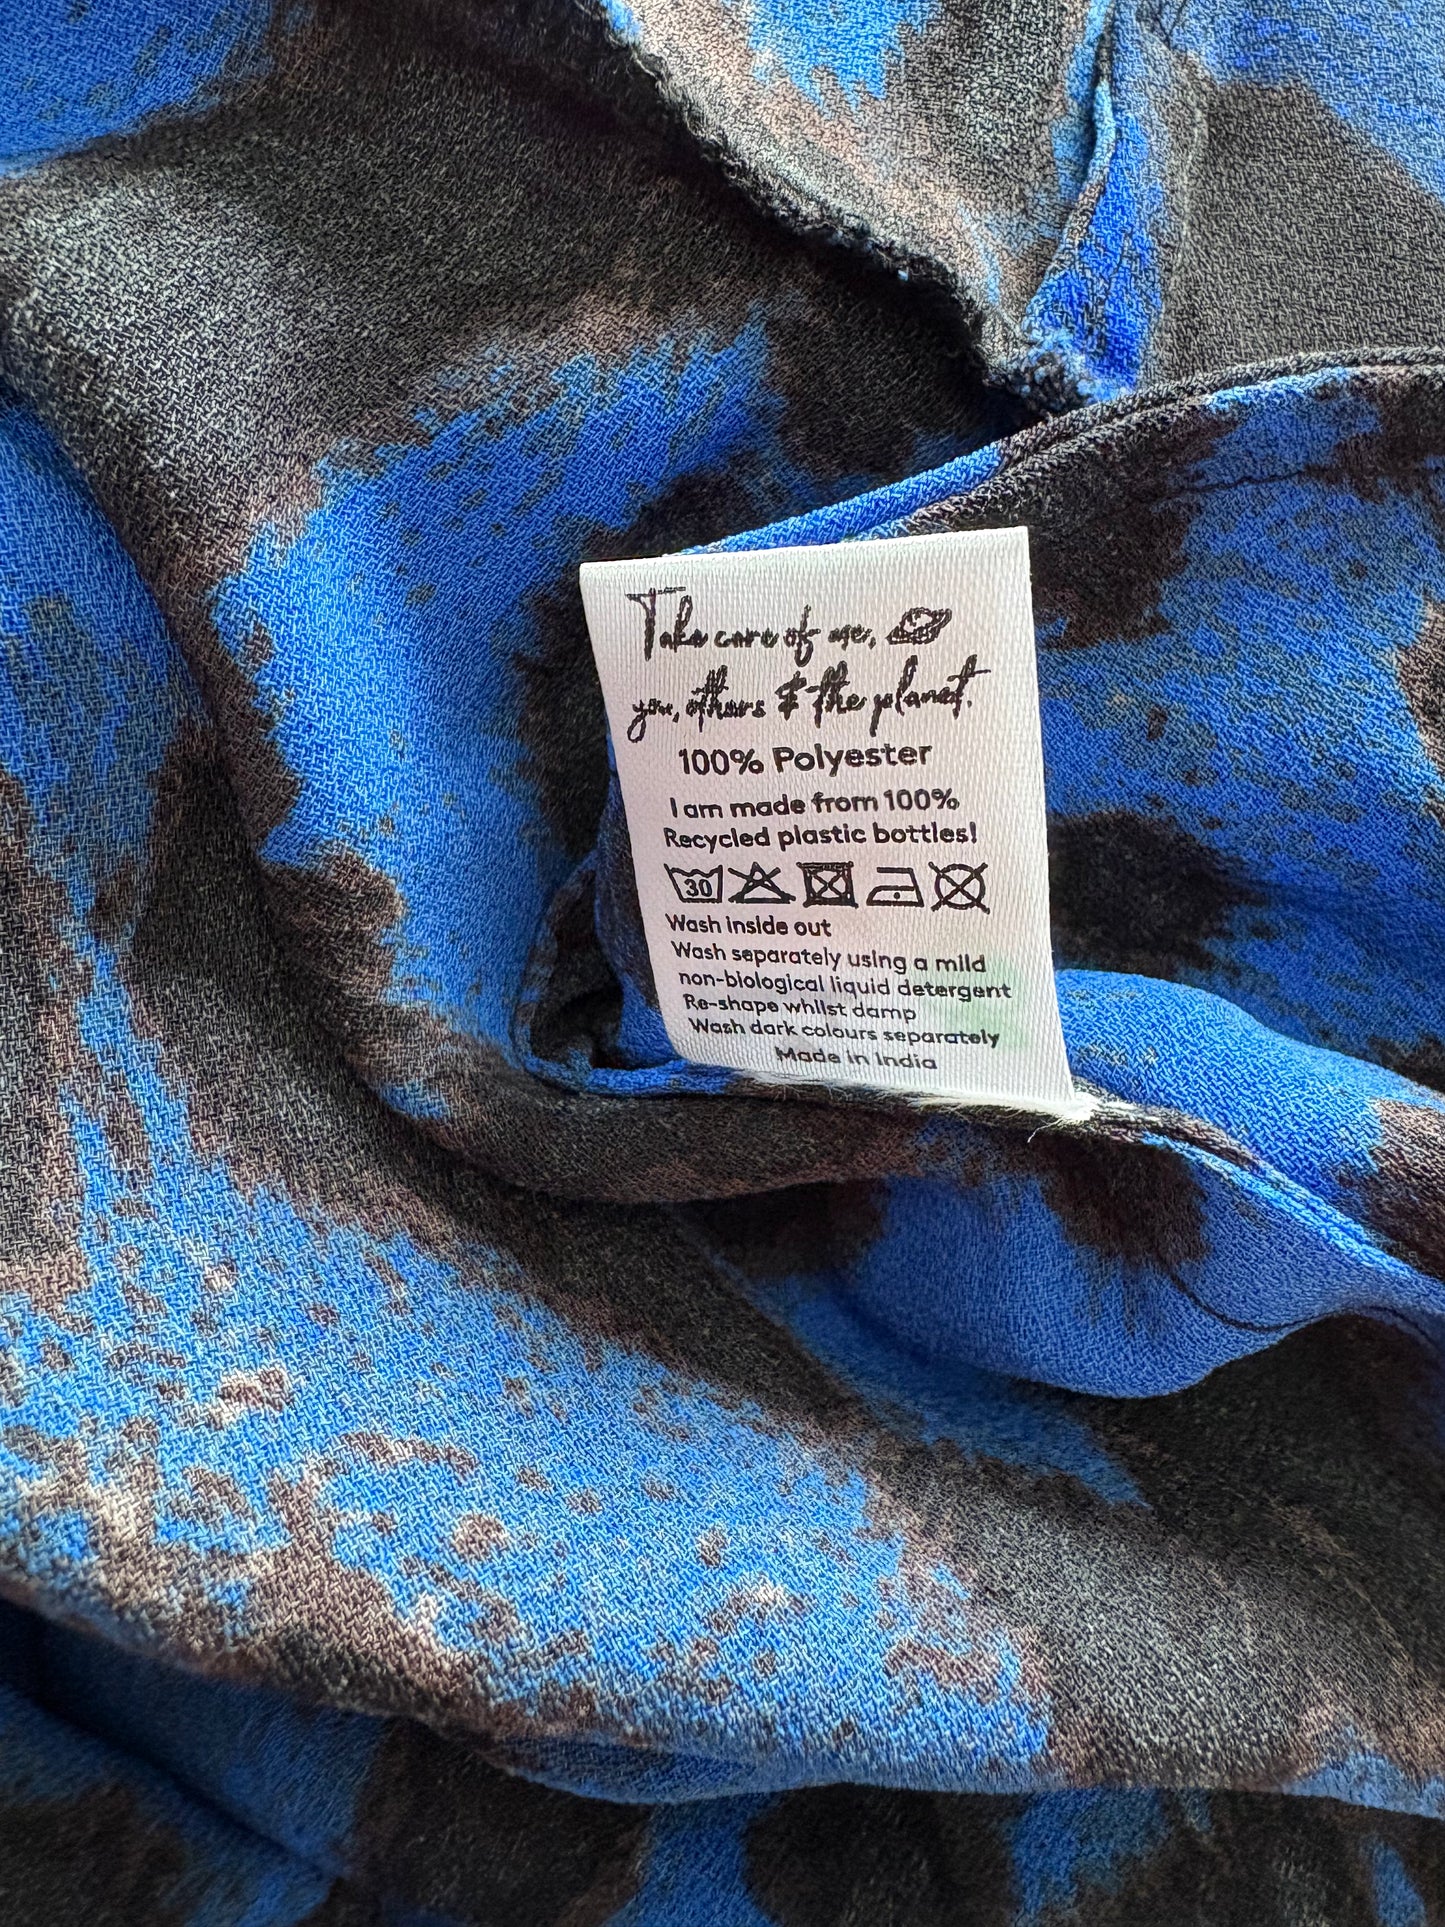 Take care of me,
you, others & the planet.
100% Polyester
I am made from 100%
Recycled plastic bottles!
30
Wash inside out
Wash separately using a mild
non-biological liquid detergent
Re-shape whilst damp
Wash dark colours separately
Made in India